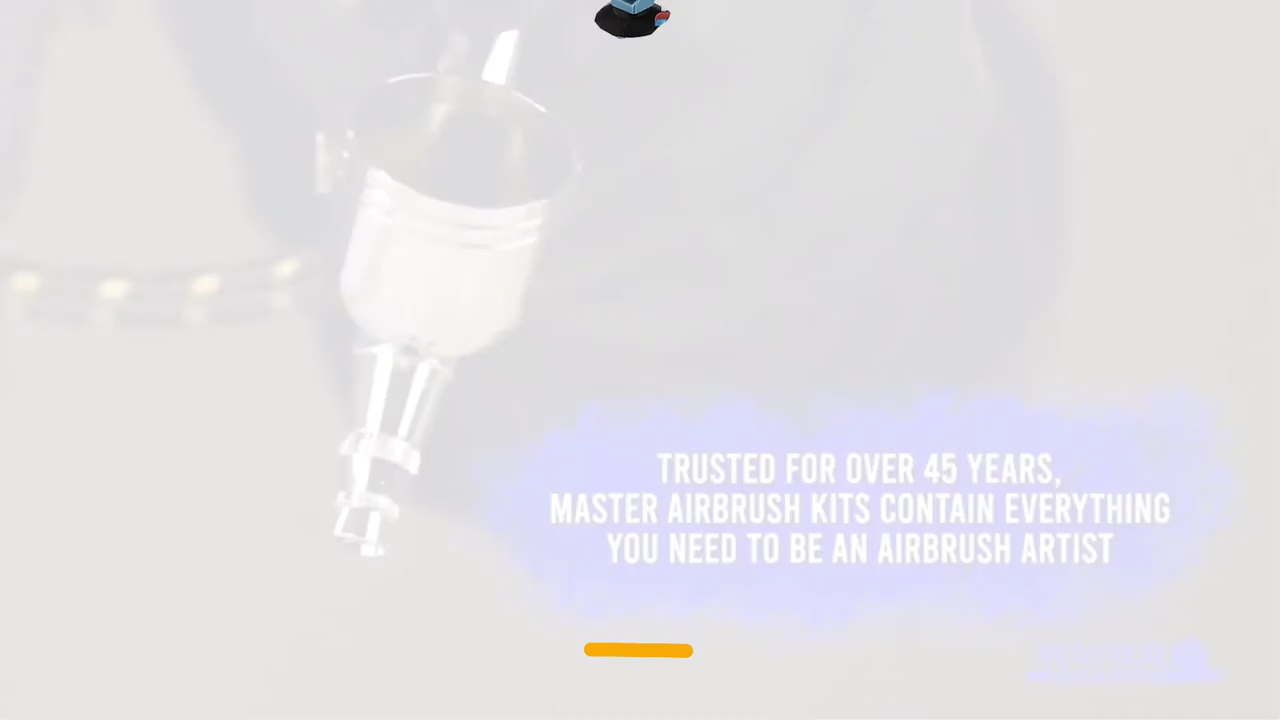 TRUSTED FOR OVER 45 YEARS,
MASTER AIRBRUSH KITS CONTAIN EVERYTHING
YOU NEED TO BE AN AIRBRUSH ARTIST